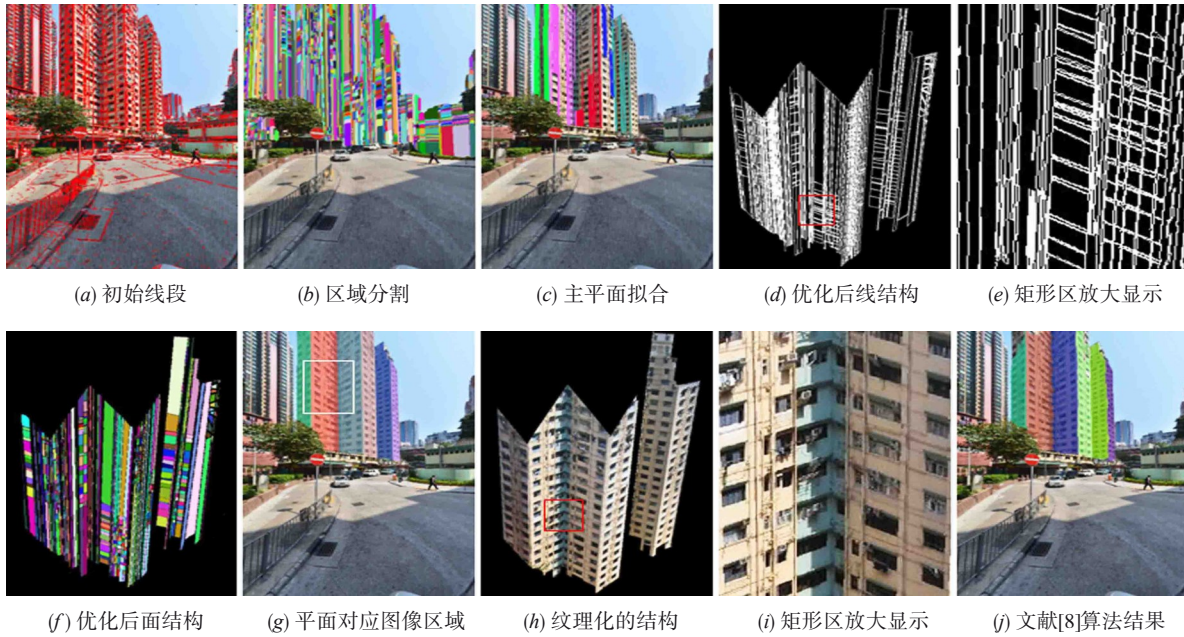 (a) 初始线段
(b) 区域分割
(c) 主平面拟合
(d) 优化后线结构
(e) 矩形区放大显示
(f) 优化后面结构
(g) 平面对应图像区域
(h) 纹理化的结构
(i) 矩形区放大显示
(j) 文献[8]算法结果